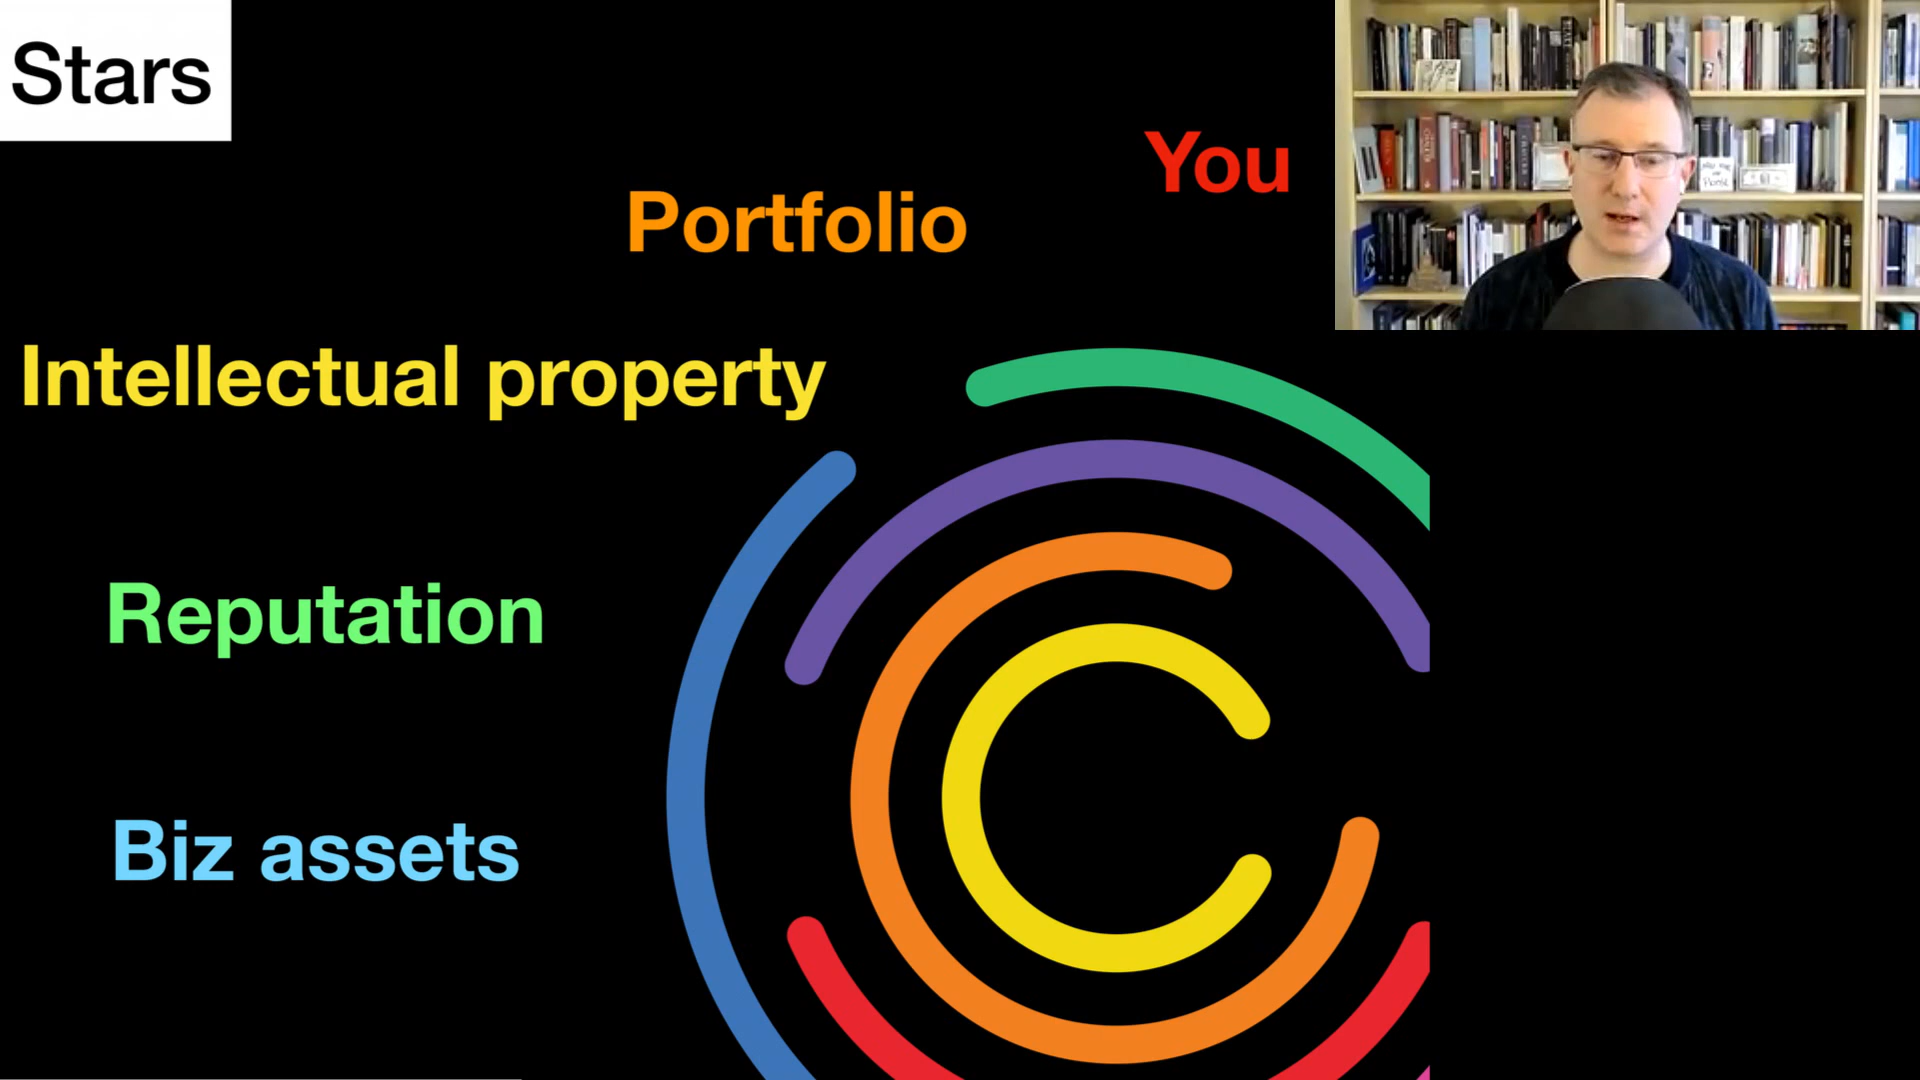 Stars
You
Portfolio
Intellectual property
Reputation
Biz assets